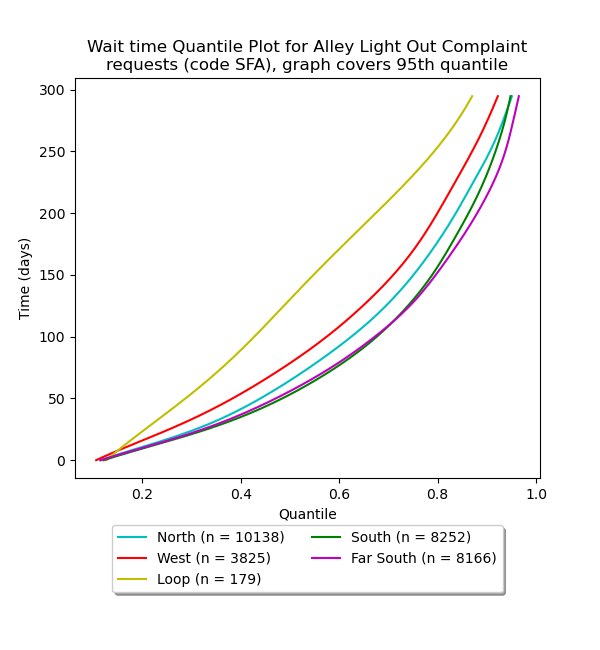 Wait time Quantile Plot for Alley Light Out Complaint
requests (code SFA), graph covers 95th quantile
300
250
200
150
100
50
0
Time (days)
0.2 0.4 0.6 0.8 1.0
Quantile
North (n = 10138) South (n = 8252)
West (n = 3825) Far South (n = 8166)
Loop (n = 179)